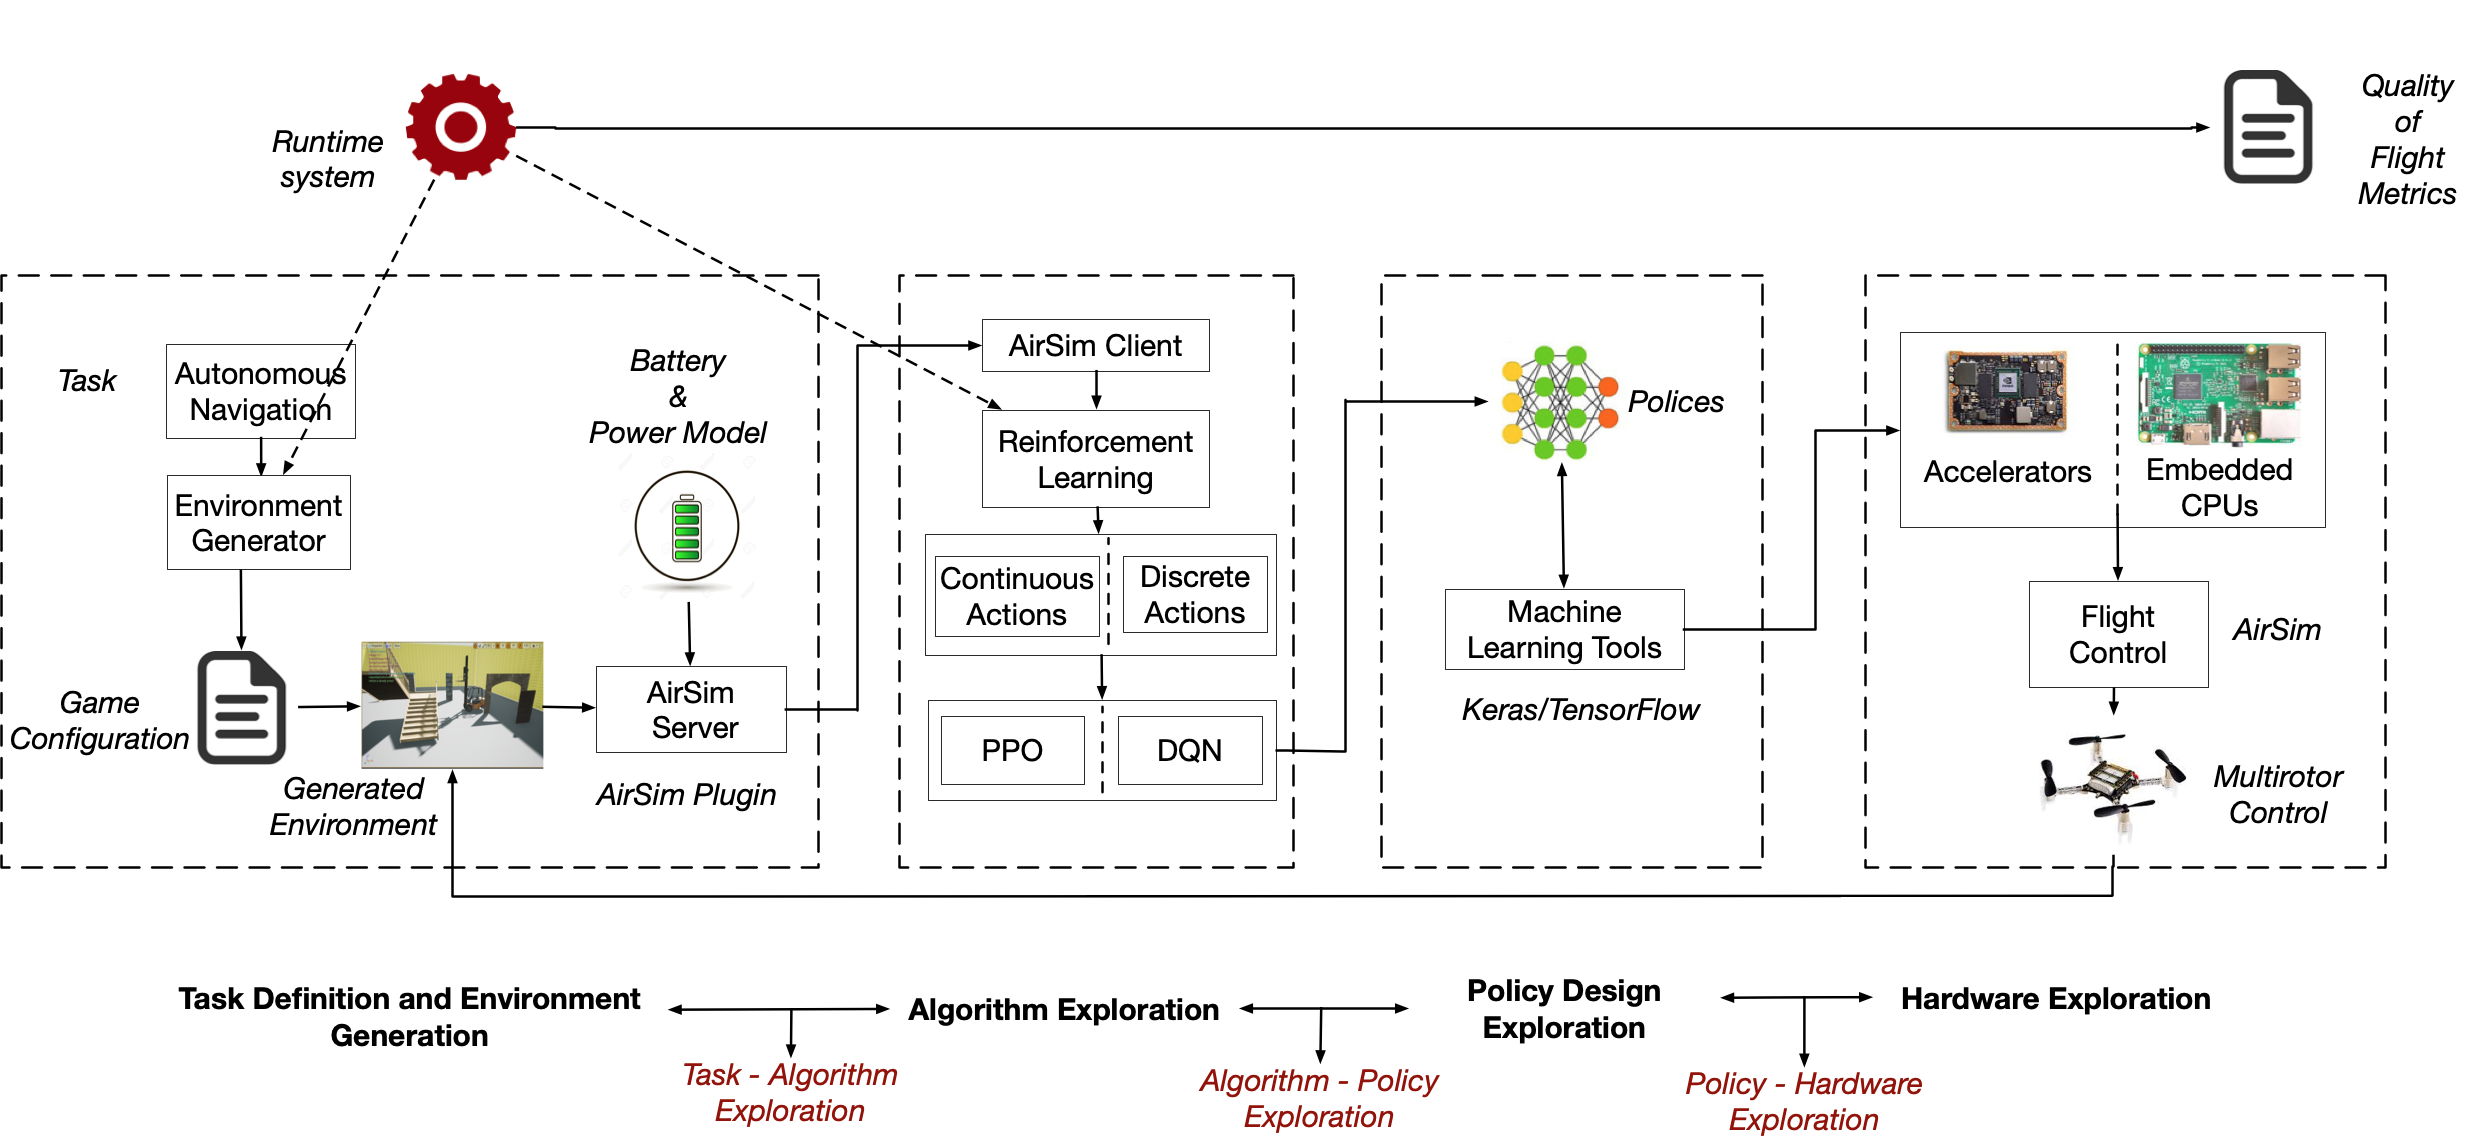 Runtime
system
Quality
of
Flight
Metrics
Task
Autonomous
Navigation
Environment
Generator
Game
Configuration
Generated
Environment
Battery
&
Power Model
AirSim
Server
AirSim Plugin
AirSim Client
Reinforcement
Learning
Continuous
Actions
Discrete
Actions
PPO
DQN
Polices
Machine
Learning Tools
Keras/TensorFlow
Accelerators
Embedded
CPUs
Flight
Control
AirSim
Multirotor
Control
Task Definition and Environment
Generation
Algorithm Exploration
Policy Design
Exploration
Hardware Exploration
Task - Algorithm
Exploration
Algorithm - Policy
Exploration
Policy - Hardware
Exploration